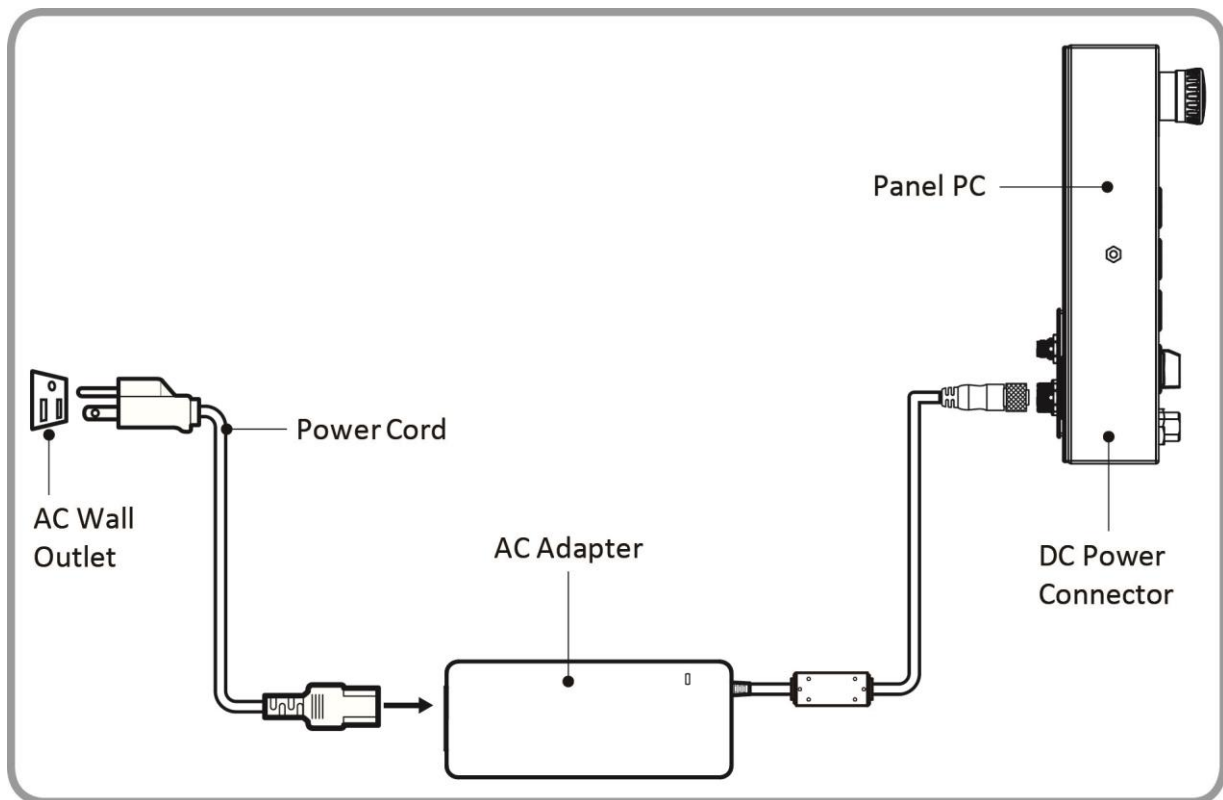 Panel PC
Power Cord
AC Wall
Outlet
AC Adapter
DC Power
Connector